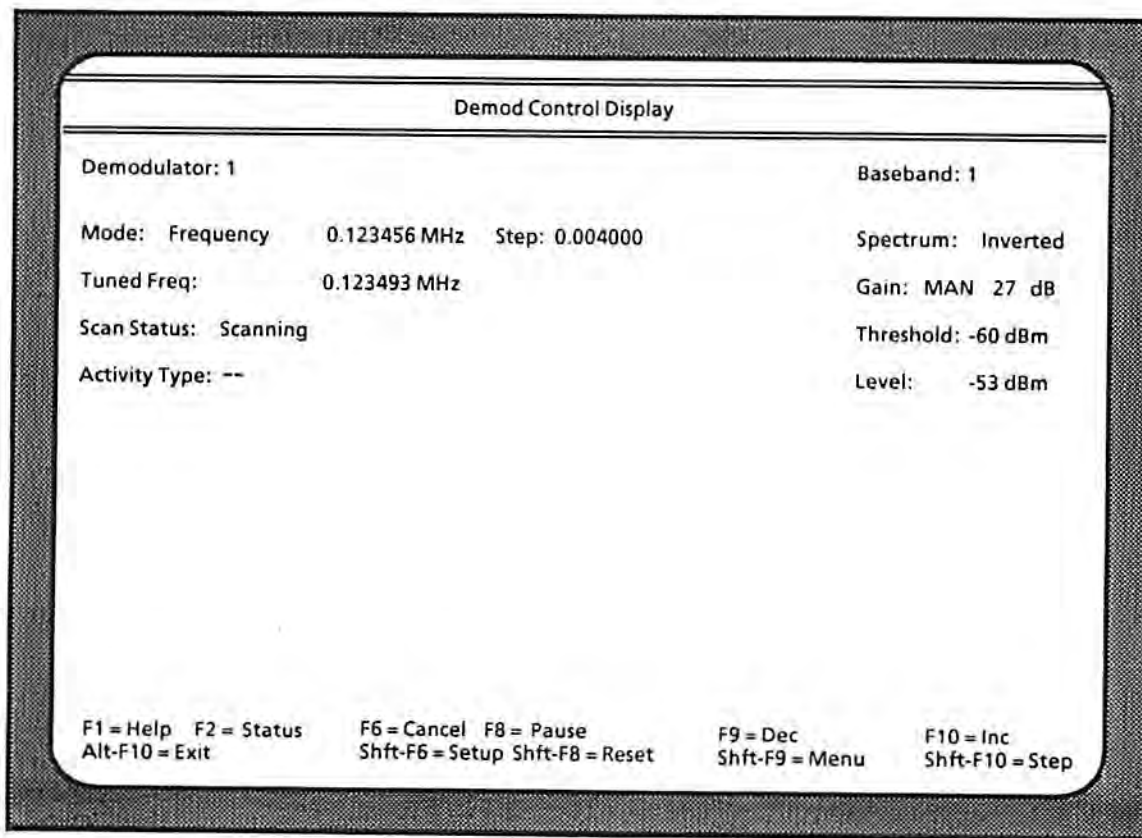 Demod Control Display
Demodulator: 1 Baseband: 1
Mode: Frequency 0.123456 MHz Step: 0.004000 Spectrum: Inverted
Tuned Freq: 0.123493 MHz Gain: MAN 27 dB
Scan Status: Scanning Threshold: -60 dBm
Activity Type: -- Level: -53 dBm
F1 = Help F2 = Status F6 = Cancel F8 = Pause F9 = Dec F10 = Inc
Alt-F10 = Exit Shft-F6 = Setup Shft-F8 = Reset Shft-F9 = Menu Shft-F10 = Step